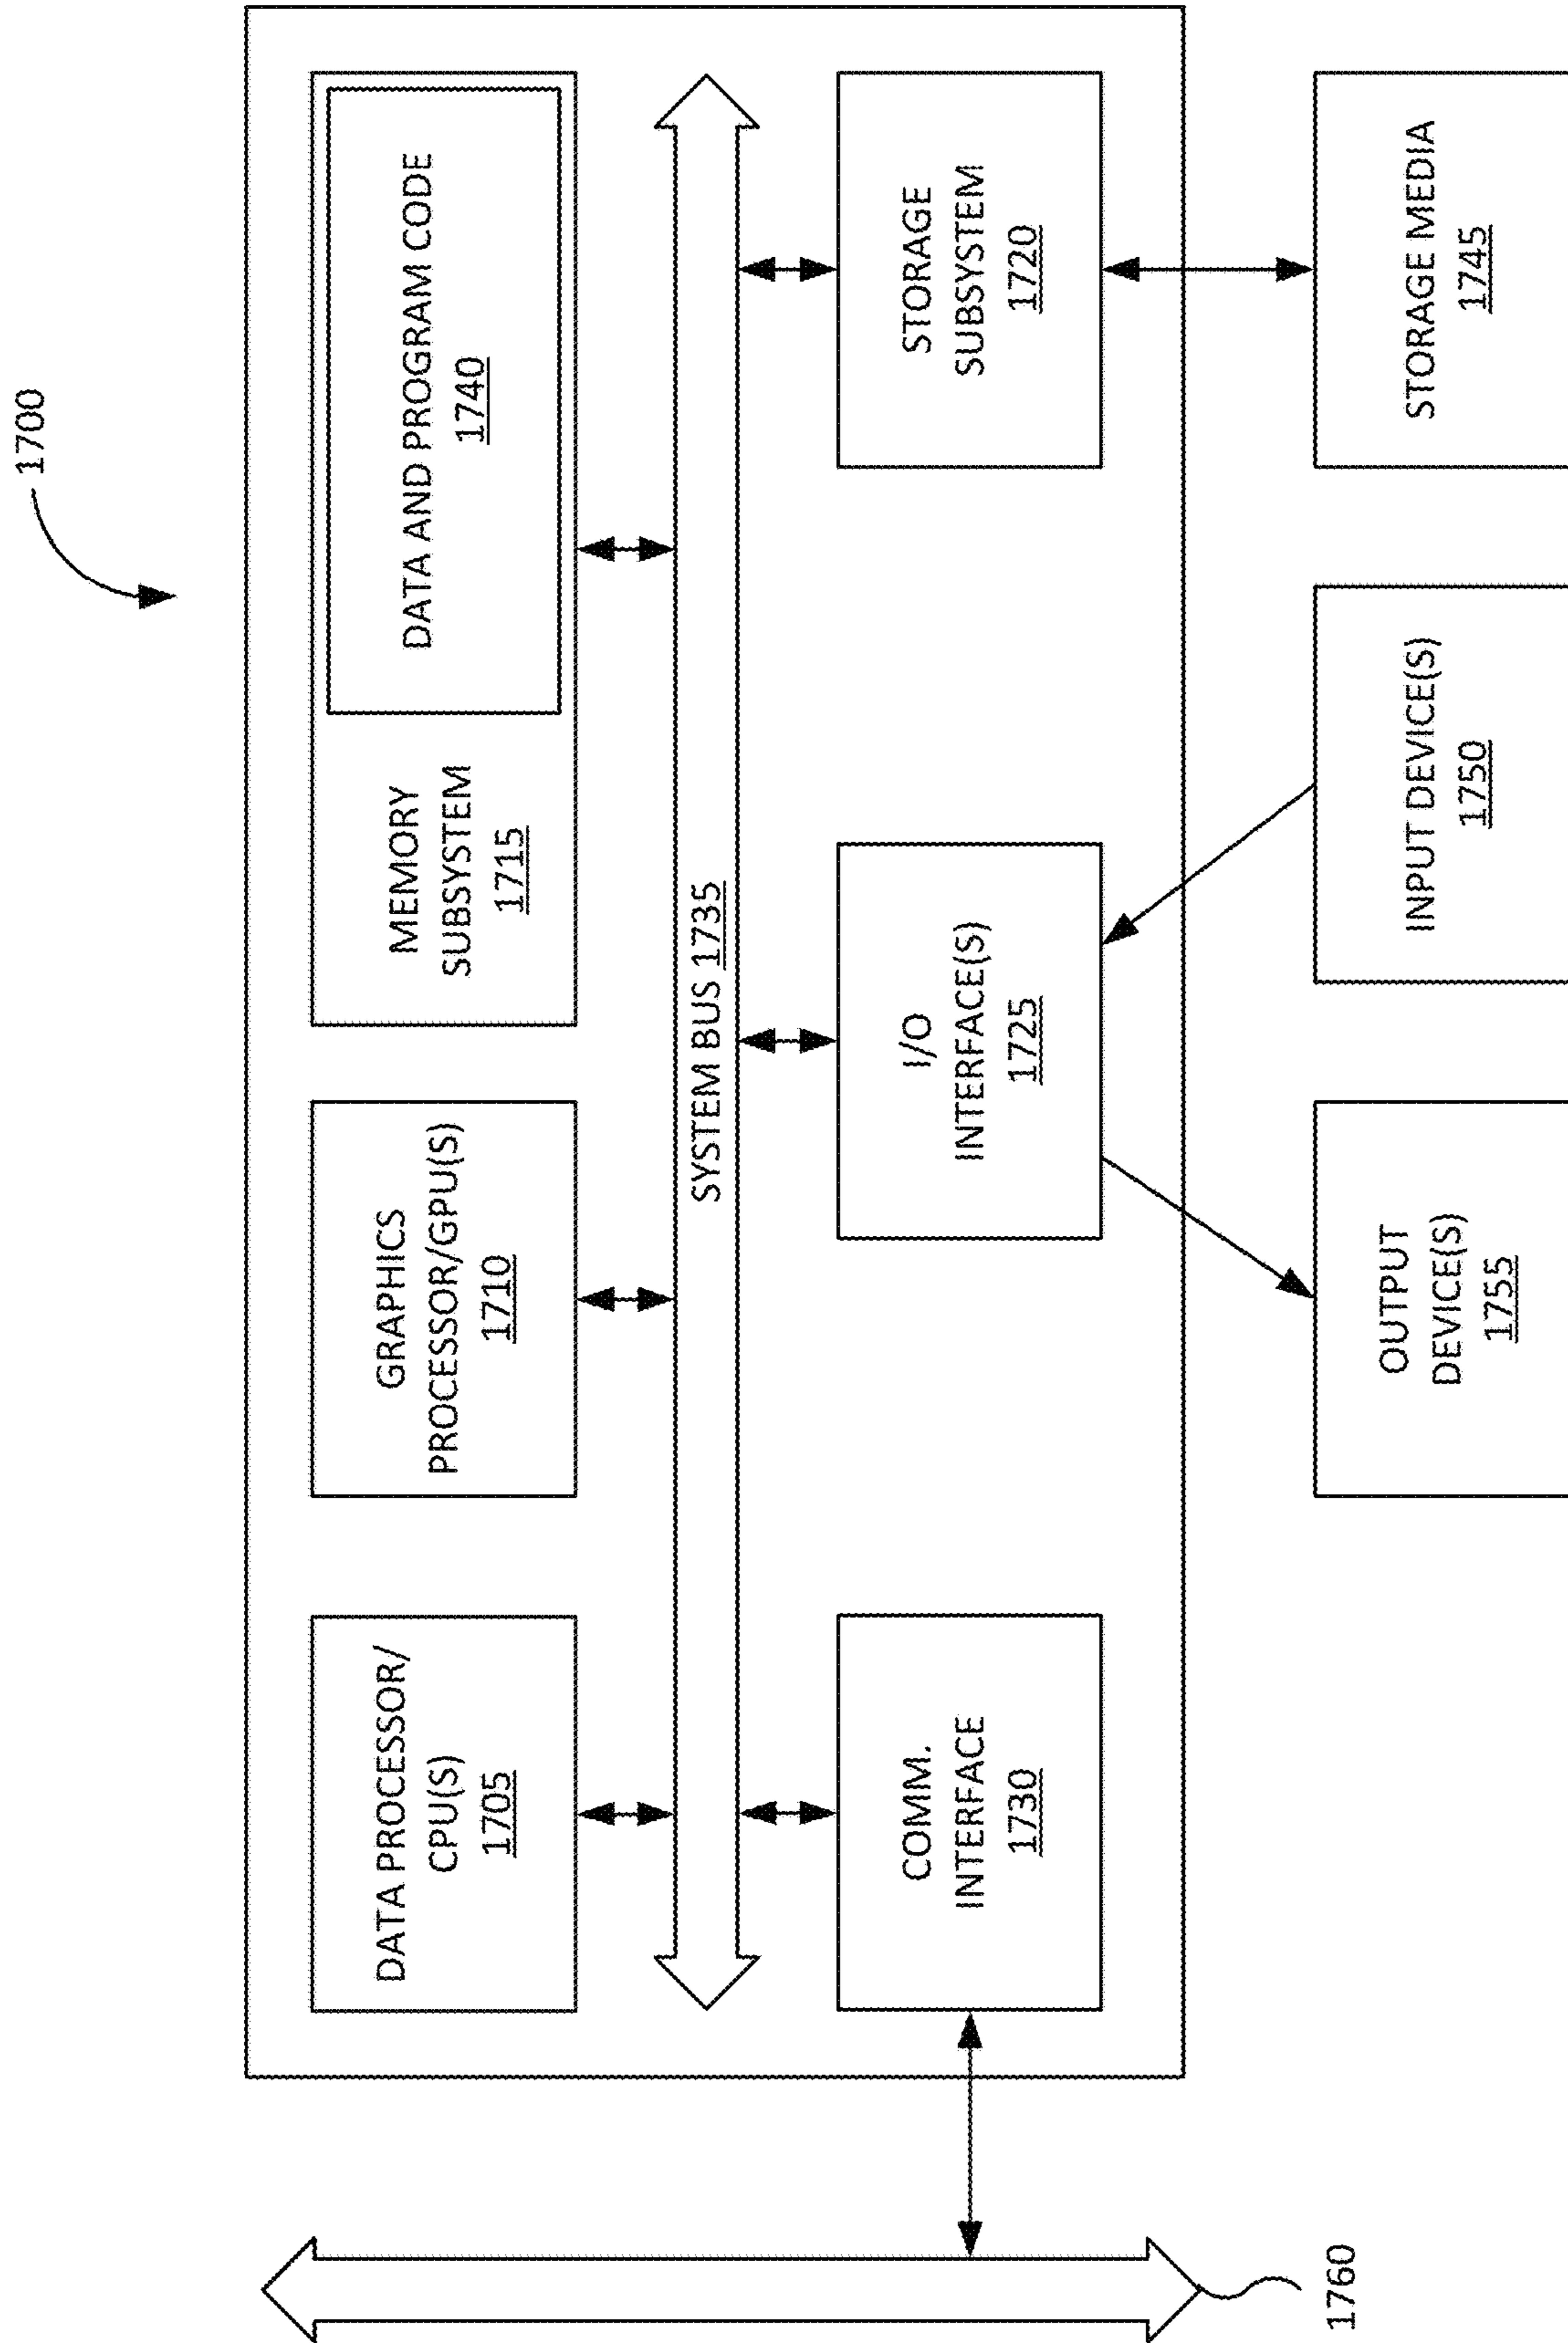 1700
DATA PROCESSOR/
CPU(S)
1705
GRAPHICS
PROCESSOR/GPU(S)
1710
MEMORY
SUBSYSTEM
1715
DATA AND PROGRAM CODE
1740
SYSTEM BUS 1735
COMM.
INTERFACE
1730
I/O
INTERFACE(S)
1725
STORAGE
SUBSYSTEM
1720
OUTPUT
DEVICE(S)
1755
INPUT DEVICE(S)
1750
STORAGE MEDIA
1745
1760